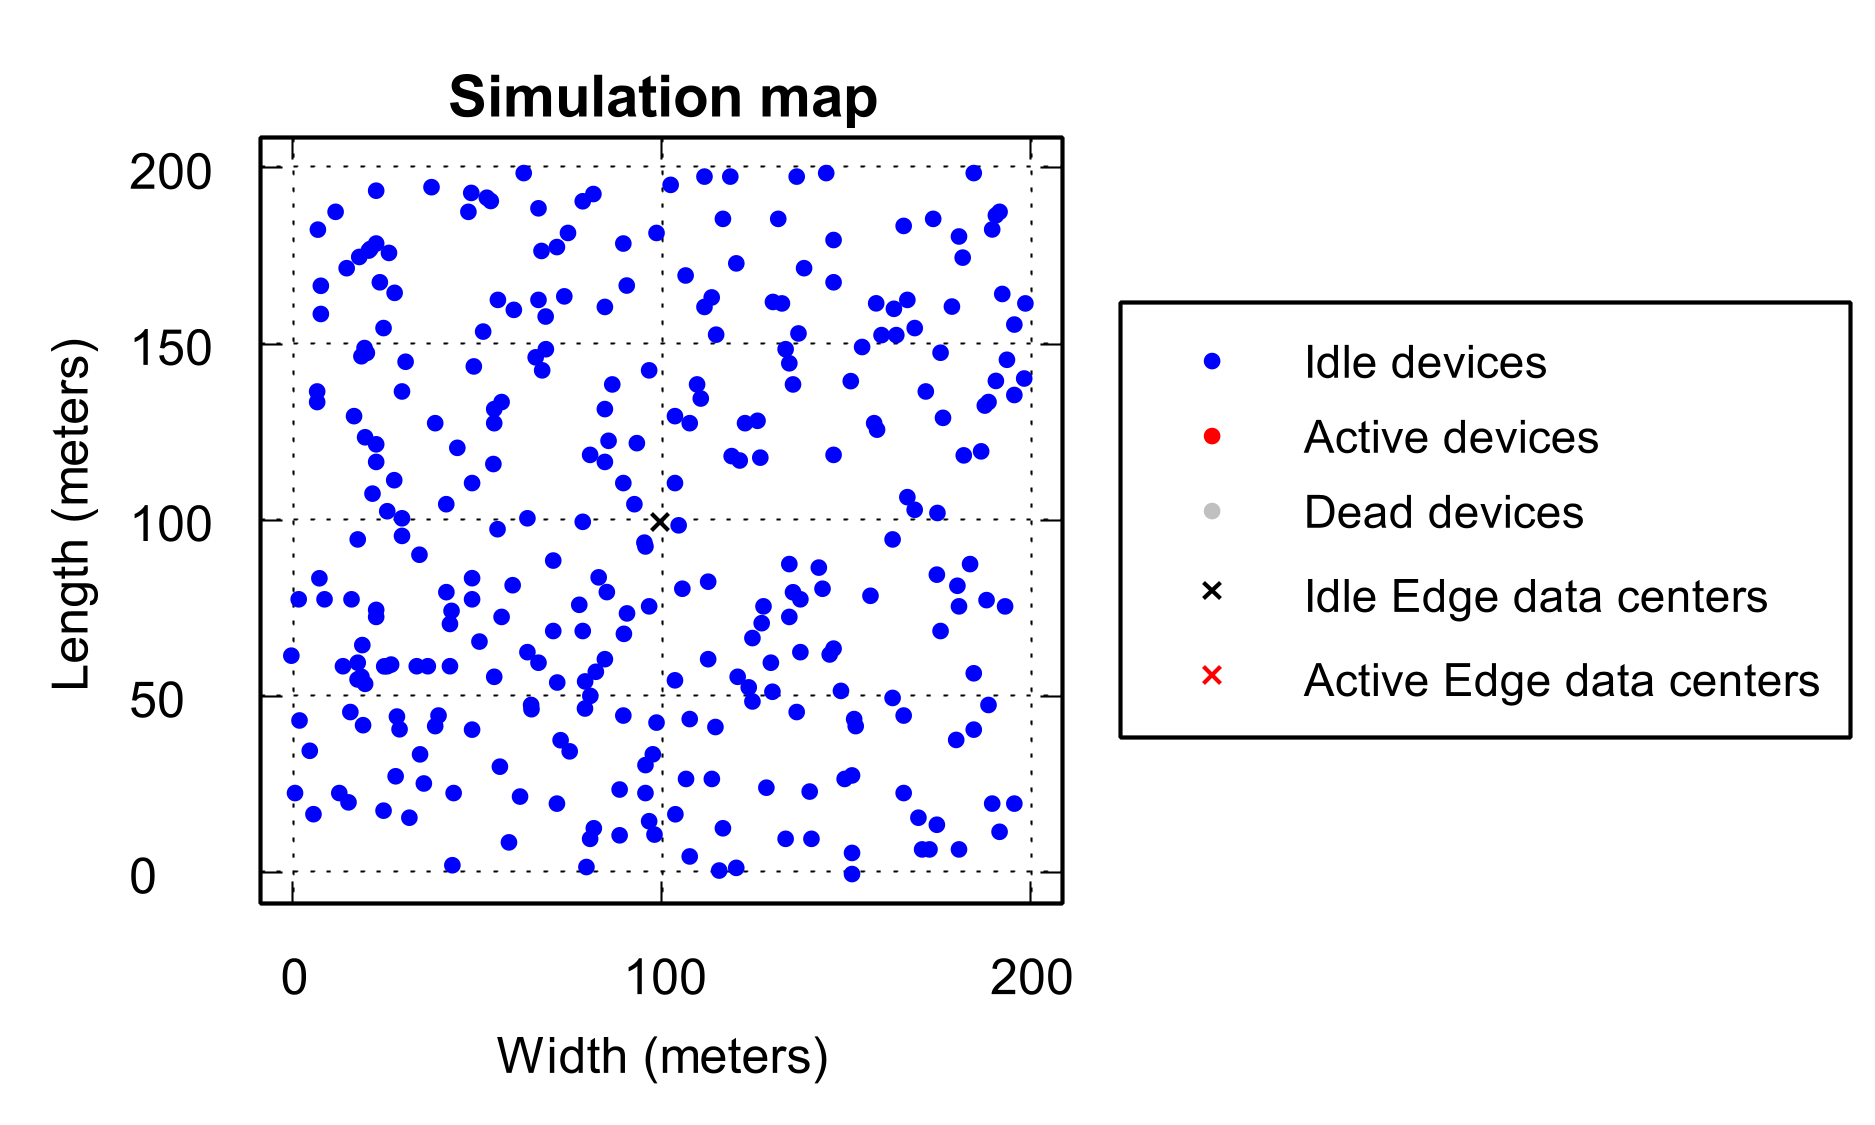 Simulation map
200
150
100
50
0
Length (meters)
0 100 200
Width (meters)
Idle devices
Active devices
Dead devices
Idle Edge data centers
Active Edge data centers